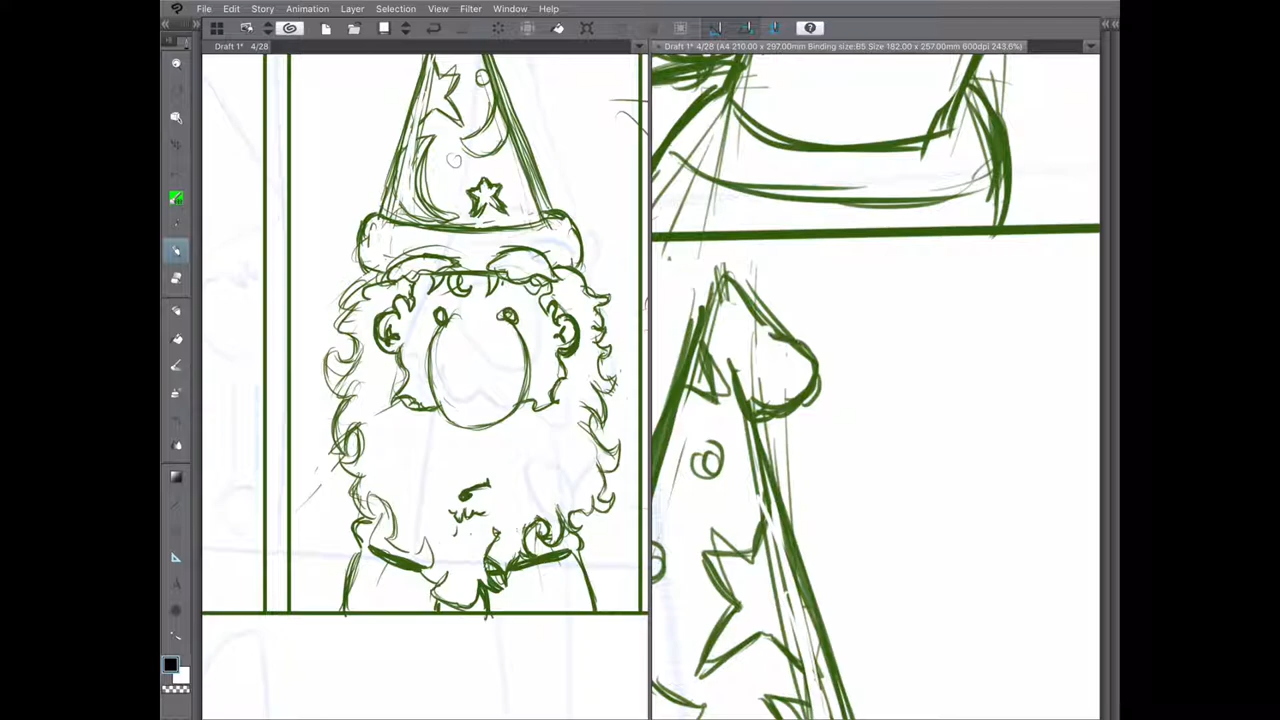 File Edit Story Animation Layer Selection View Filter Window Help
Draft 1* 4/28
Draft 1* 4/28 (A4 210.00 x 297.00mm Binding size:B5 Size 182.00 x 257.00mm 600dpi 243.6%)